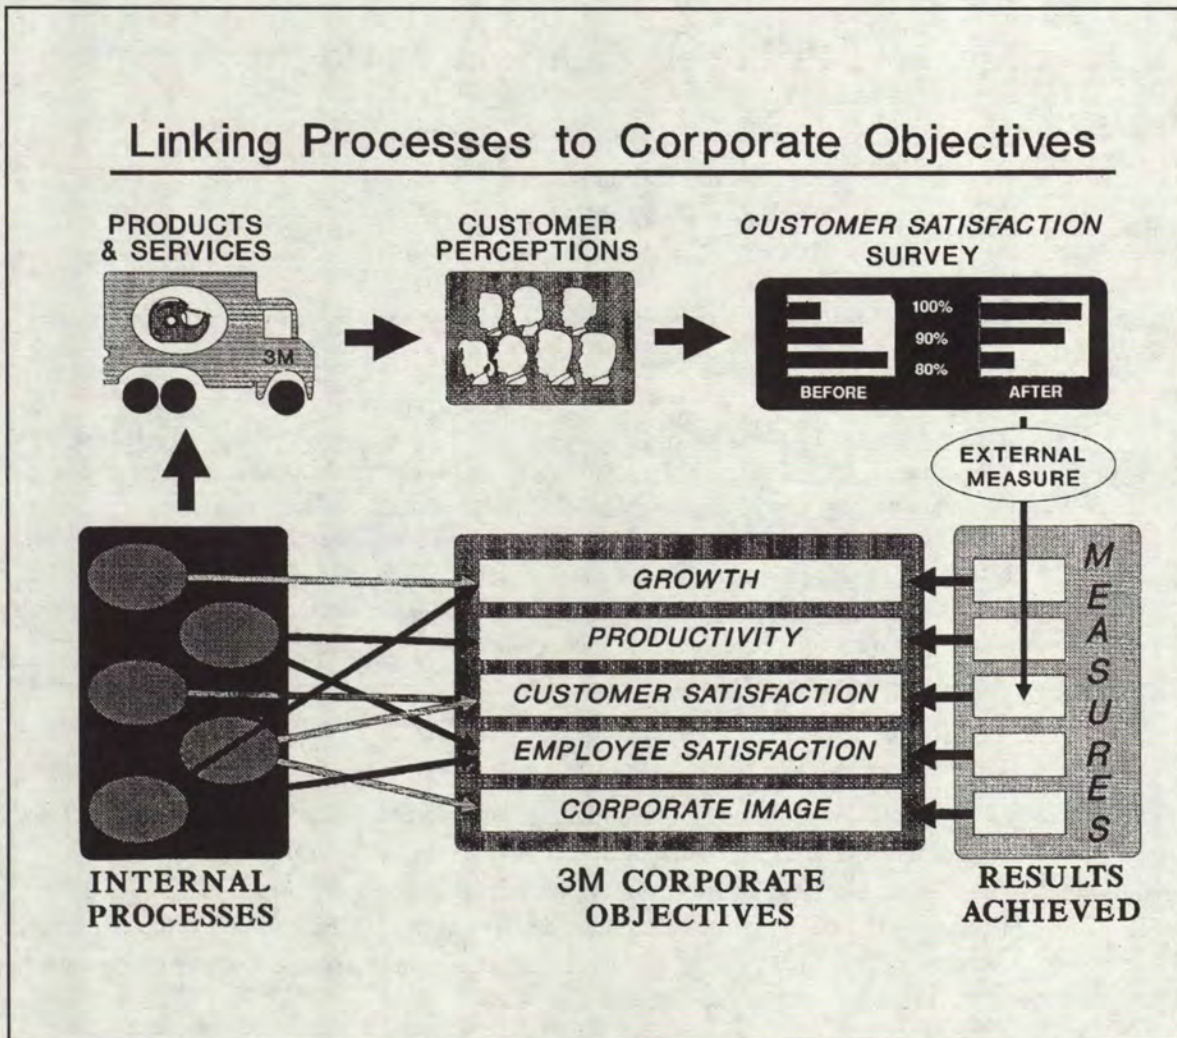 Linking Processes to Corporate Objectives
PRODUCTS
& SERVICES
CUSTOMER
PERCEPTIONS
CUSTOMER SATISFACTION
SURVEY
3M
100%
90%
80%
BEFORE
AFTER
EXTERNAL
MEASURE
GROWTH
PRODUCTIVITY
CUSTOMER SATISFACTION
EMPLOYEE SATISFACTION
CORPORATE IMAGE
MEASURES
INTERNAL
PROCESSES
3M CORPORATE
OBJECTIVES
RESULTS
ACHIEVED